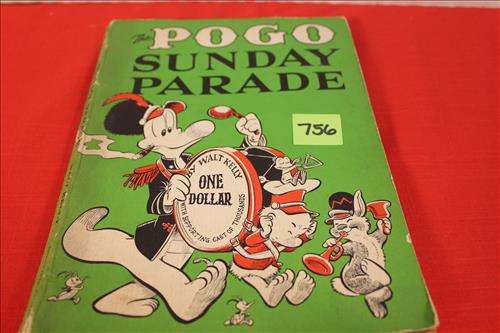 The POGO
SUNDAY
PARADE
756
BY WALT KELLY
ONE
DOLLAR
WITH SUPPORTING CAST OF THOUSANDS